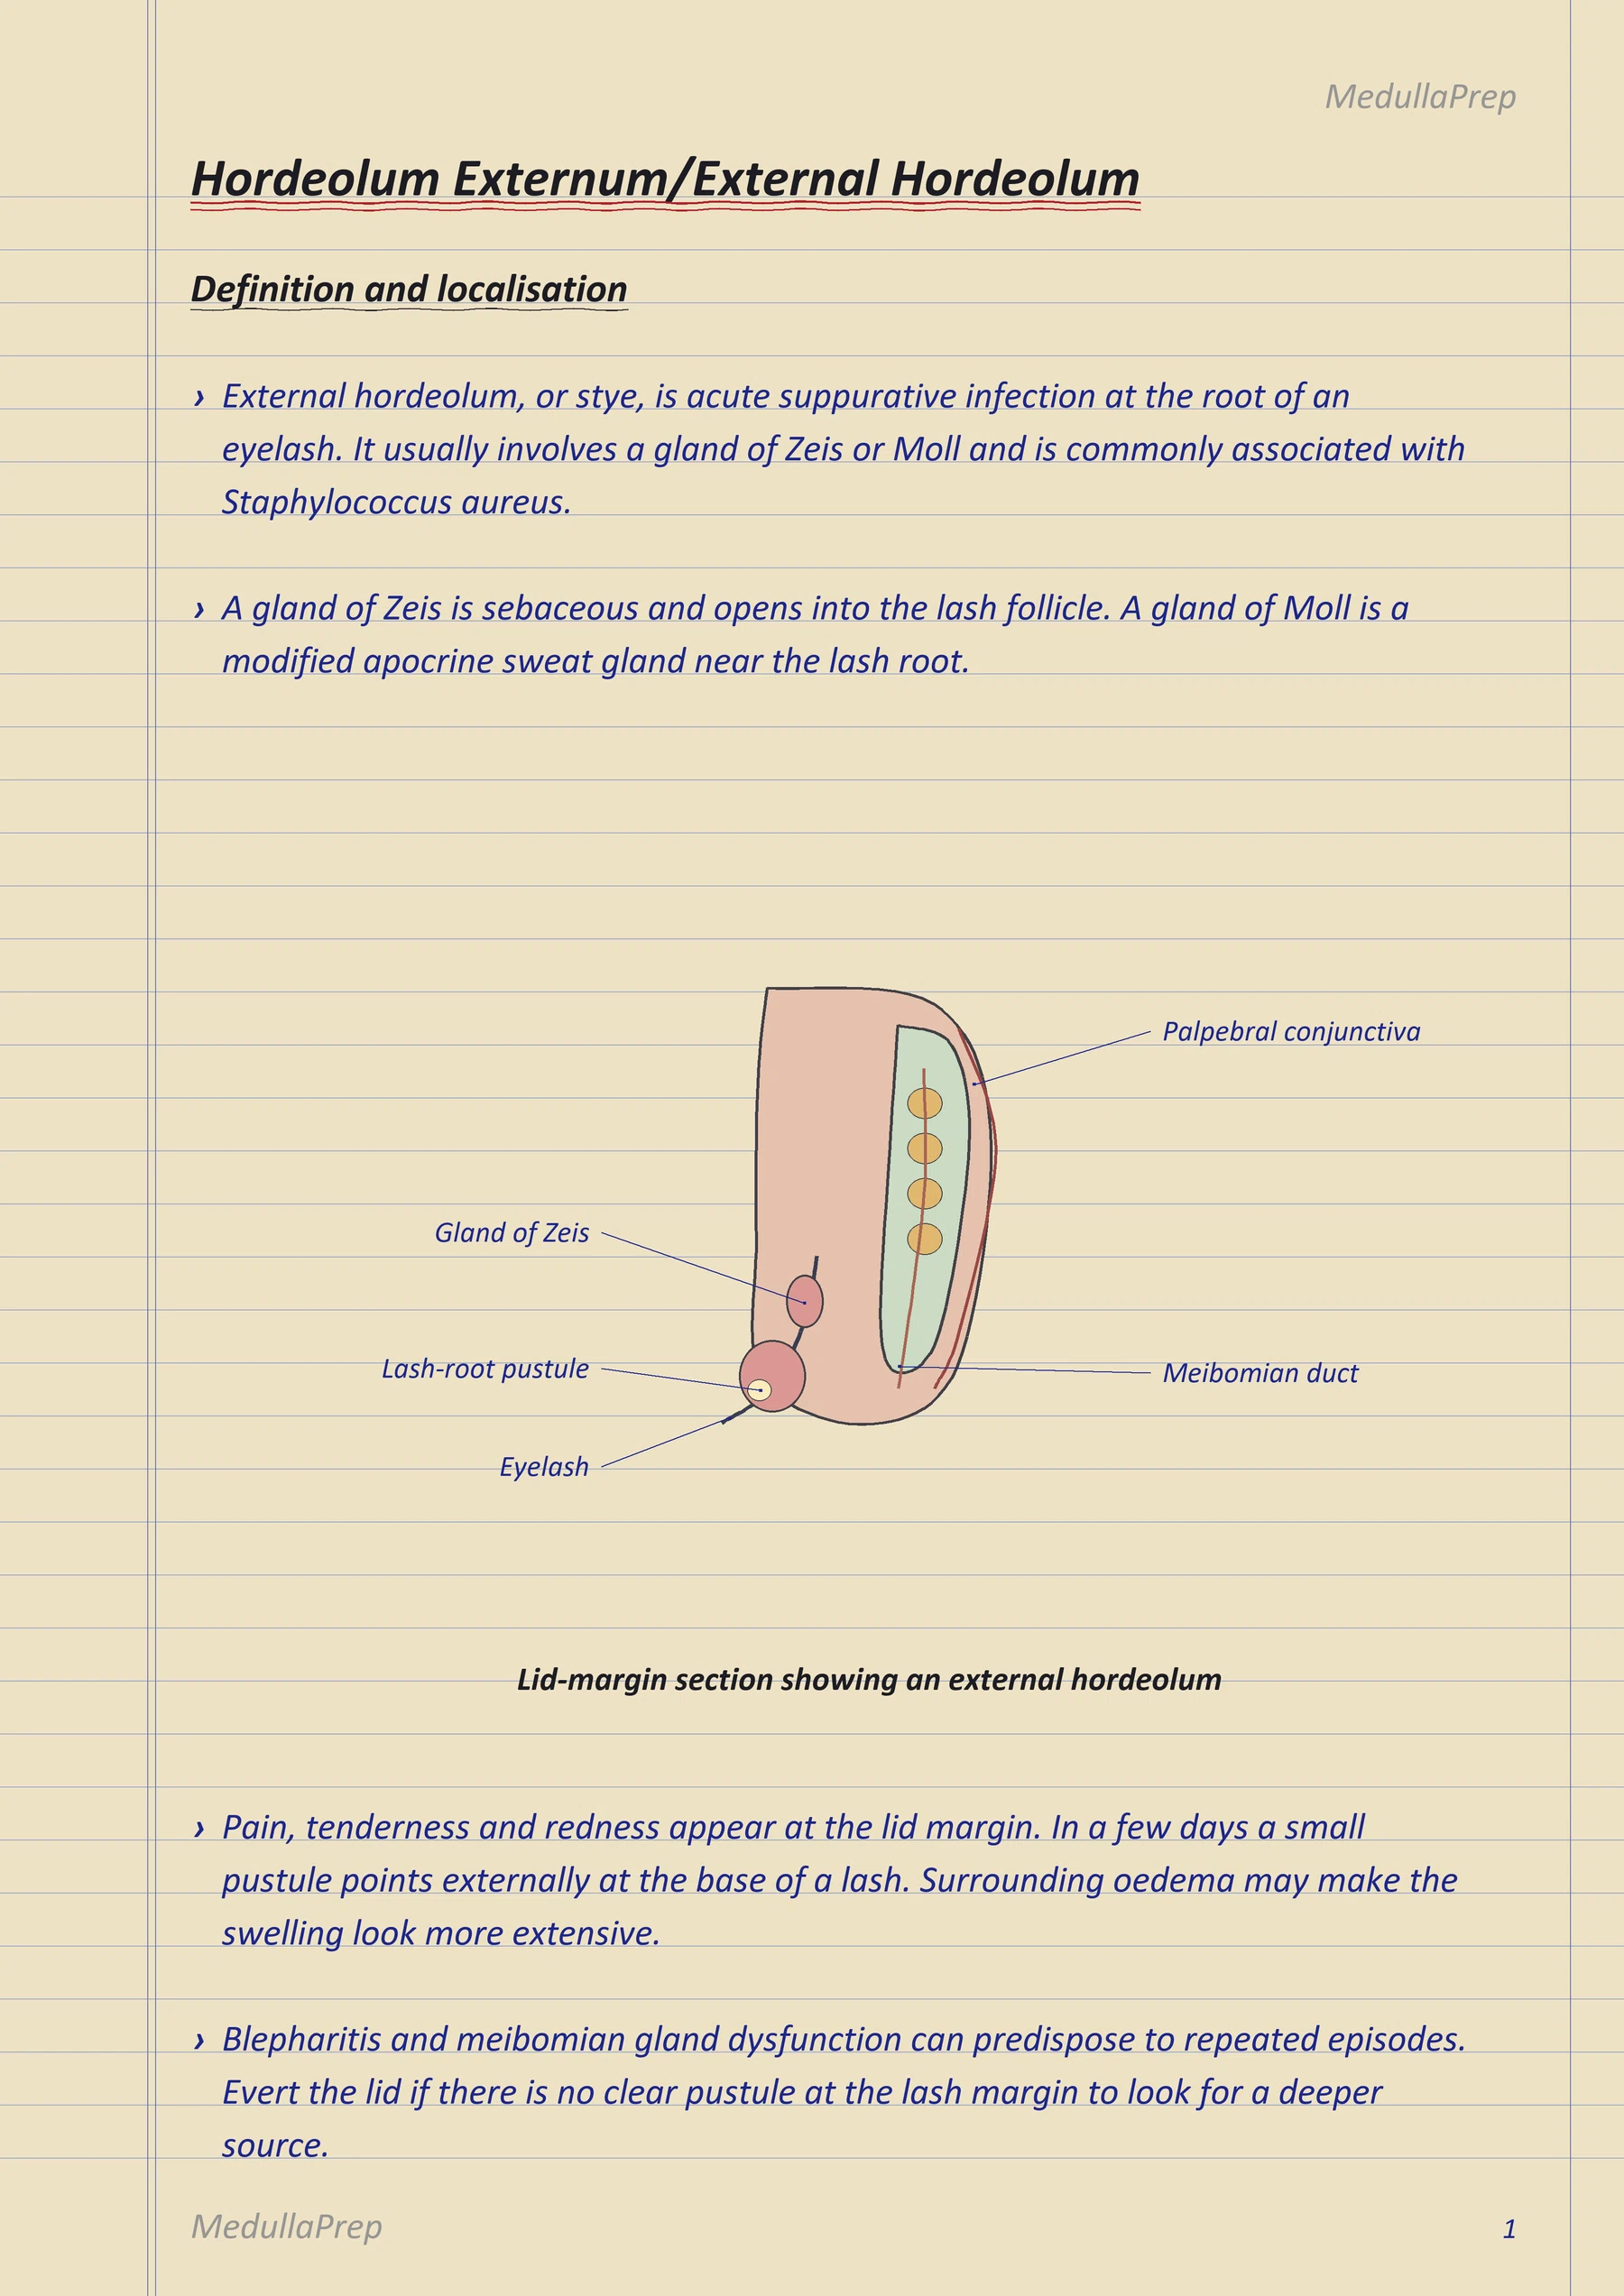 MedullaPrep
Hordeolum Externum/External Hordeolum
Definition and localisation
› External hordeolum, or stye, is acute suppurative infection at the root of an
eyelash. It usually involves a gland of Zeis or Moll and is commonly associated with
Staphylococcus aureus.
› A gland of Zeis is sebaceous and opens into the lash follicle. A gland of Moll is a
modified apocrine sweat gland near the lash root.
Palpebral conjunctiva
Gland of Zeis
Lash-root pustule
Meibomian duct
Eyelash
Lid-margin section showing an external hordeolum
› Pain, tenderness and redness appear at the lid margin. In a few days a small
pustule points externally at the base of a lash. Surrounding oedema may make the
swelling look more extensive.
› Blepharitis and meibomian gland dysfunction can predispose to repeated episodes.
Evert the lid if there is no clear pustule at the lash margin to look for a deeper
source.
MedullaPrep
1